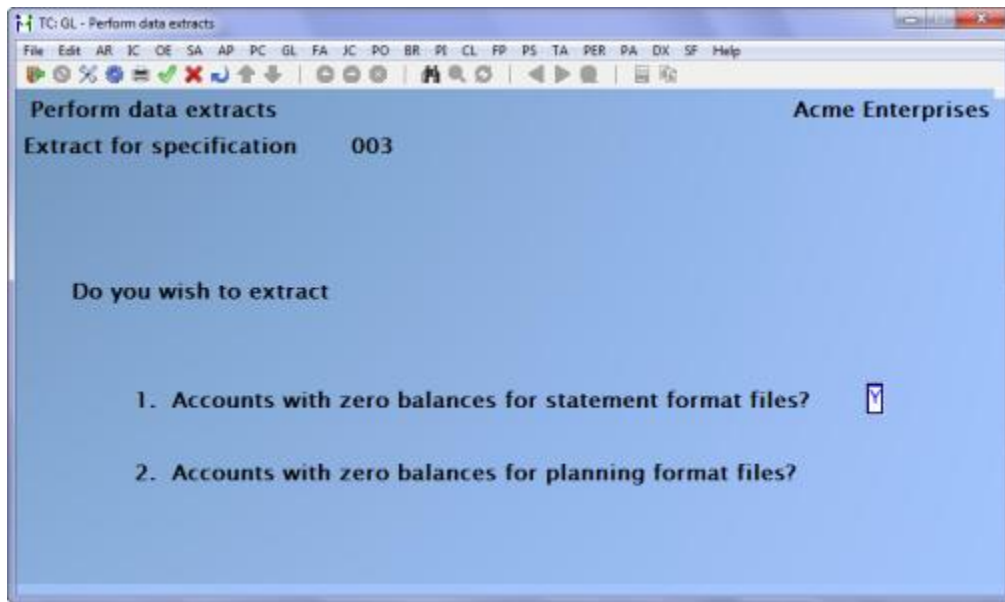 TC: GL - Perform data extracts
File Edit AR IC OE SA AP PC GL FA JC PO BR PI CL FP PS TA PER PA DX SF Help
Perform data extracts Acme Enterprises
Extract for specification 003
Do you wish to extract
1. Accounts with zero balances for statement format files? Y
2. Accounts with zero balances for planning format files?